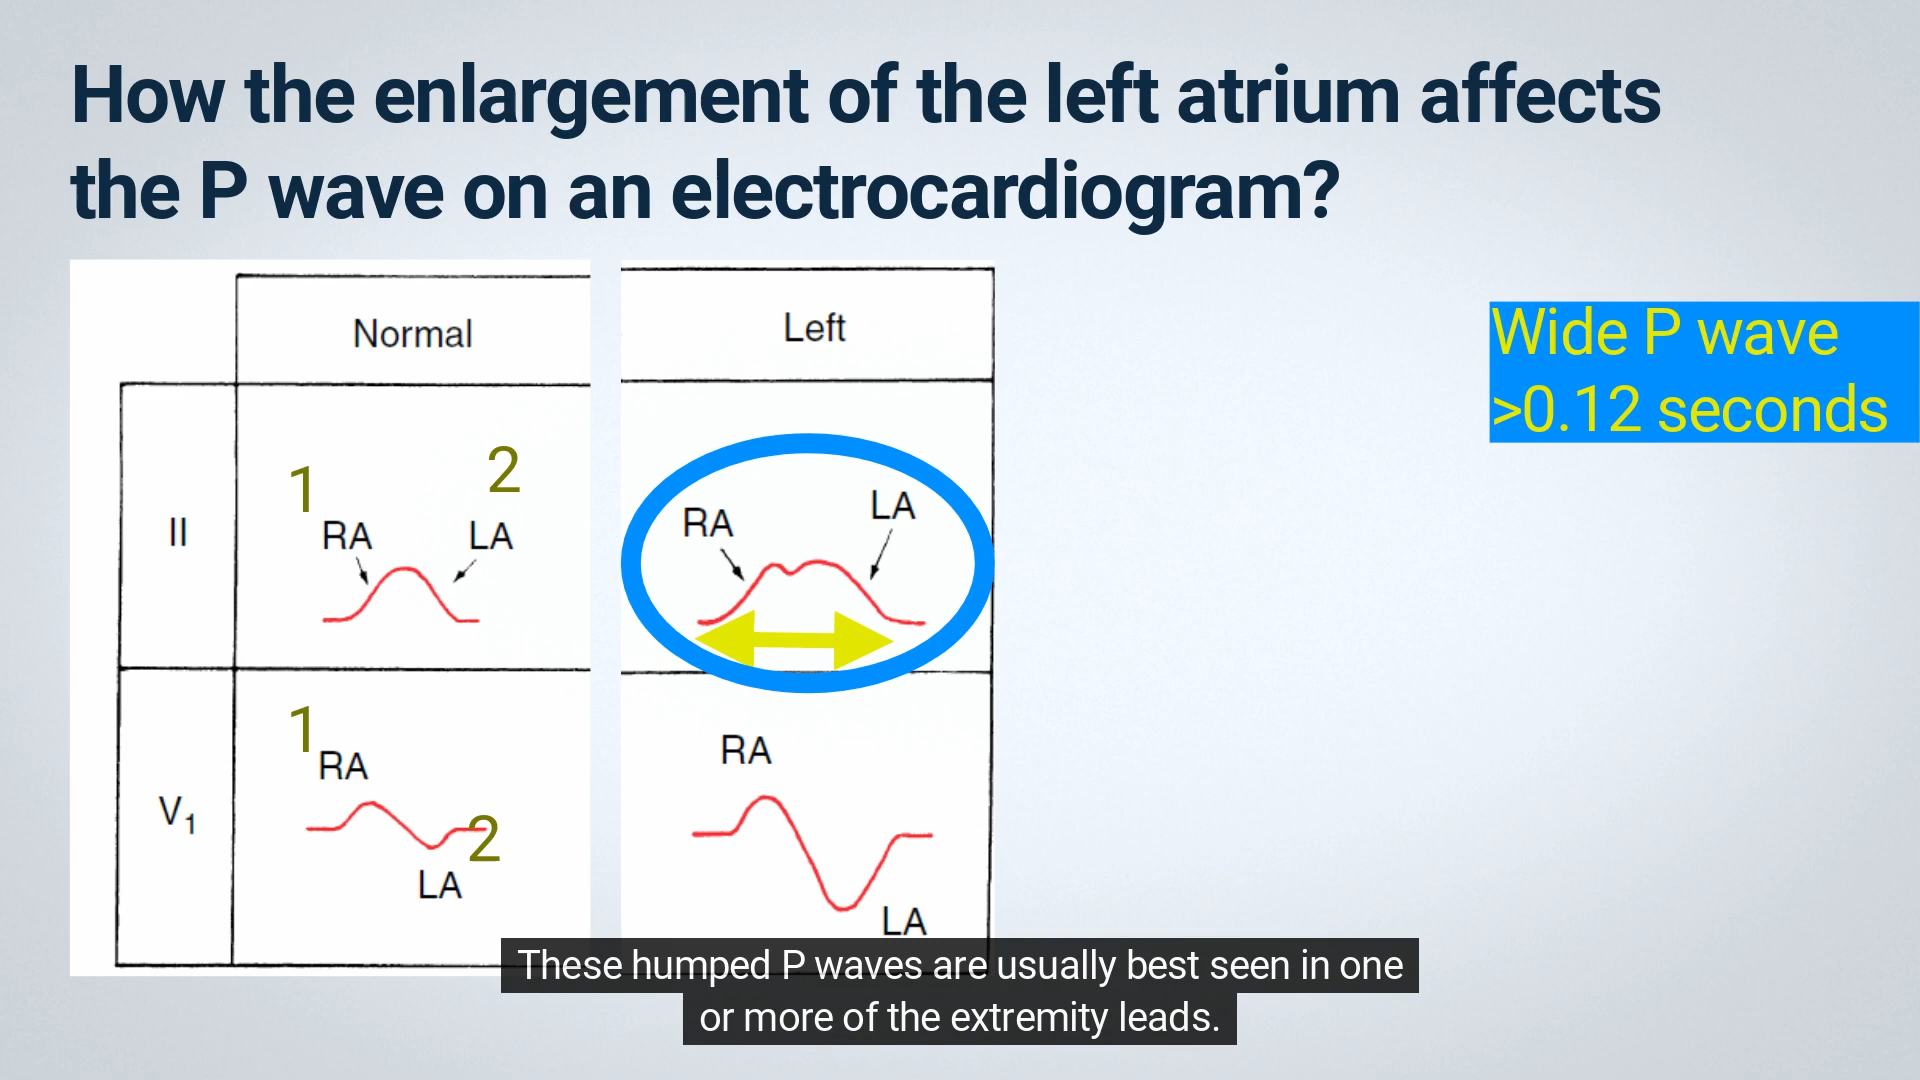 How the enlargement of the left atrium affects
the P wave on an electrocardiogram?
Normal
Left
Wide P wave
>0.12 seconds
II
1
2
RA
LA
RA
LA
V1
1
RA
2
LA
RA
LA
These humped P waves are usually best seen in one
or more of the extremity leads.